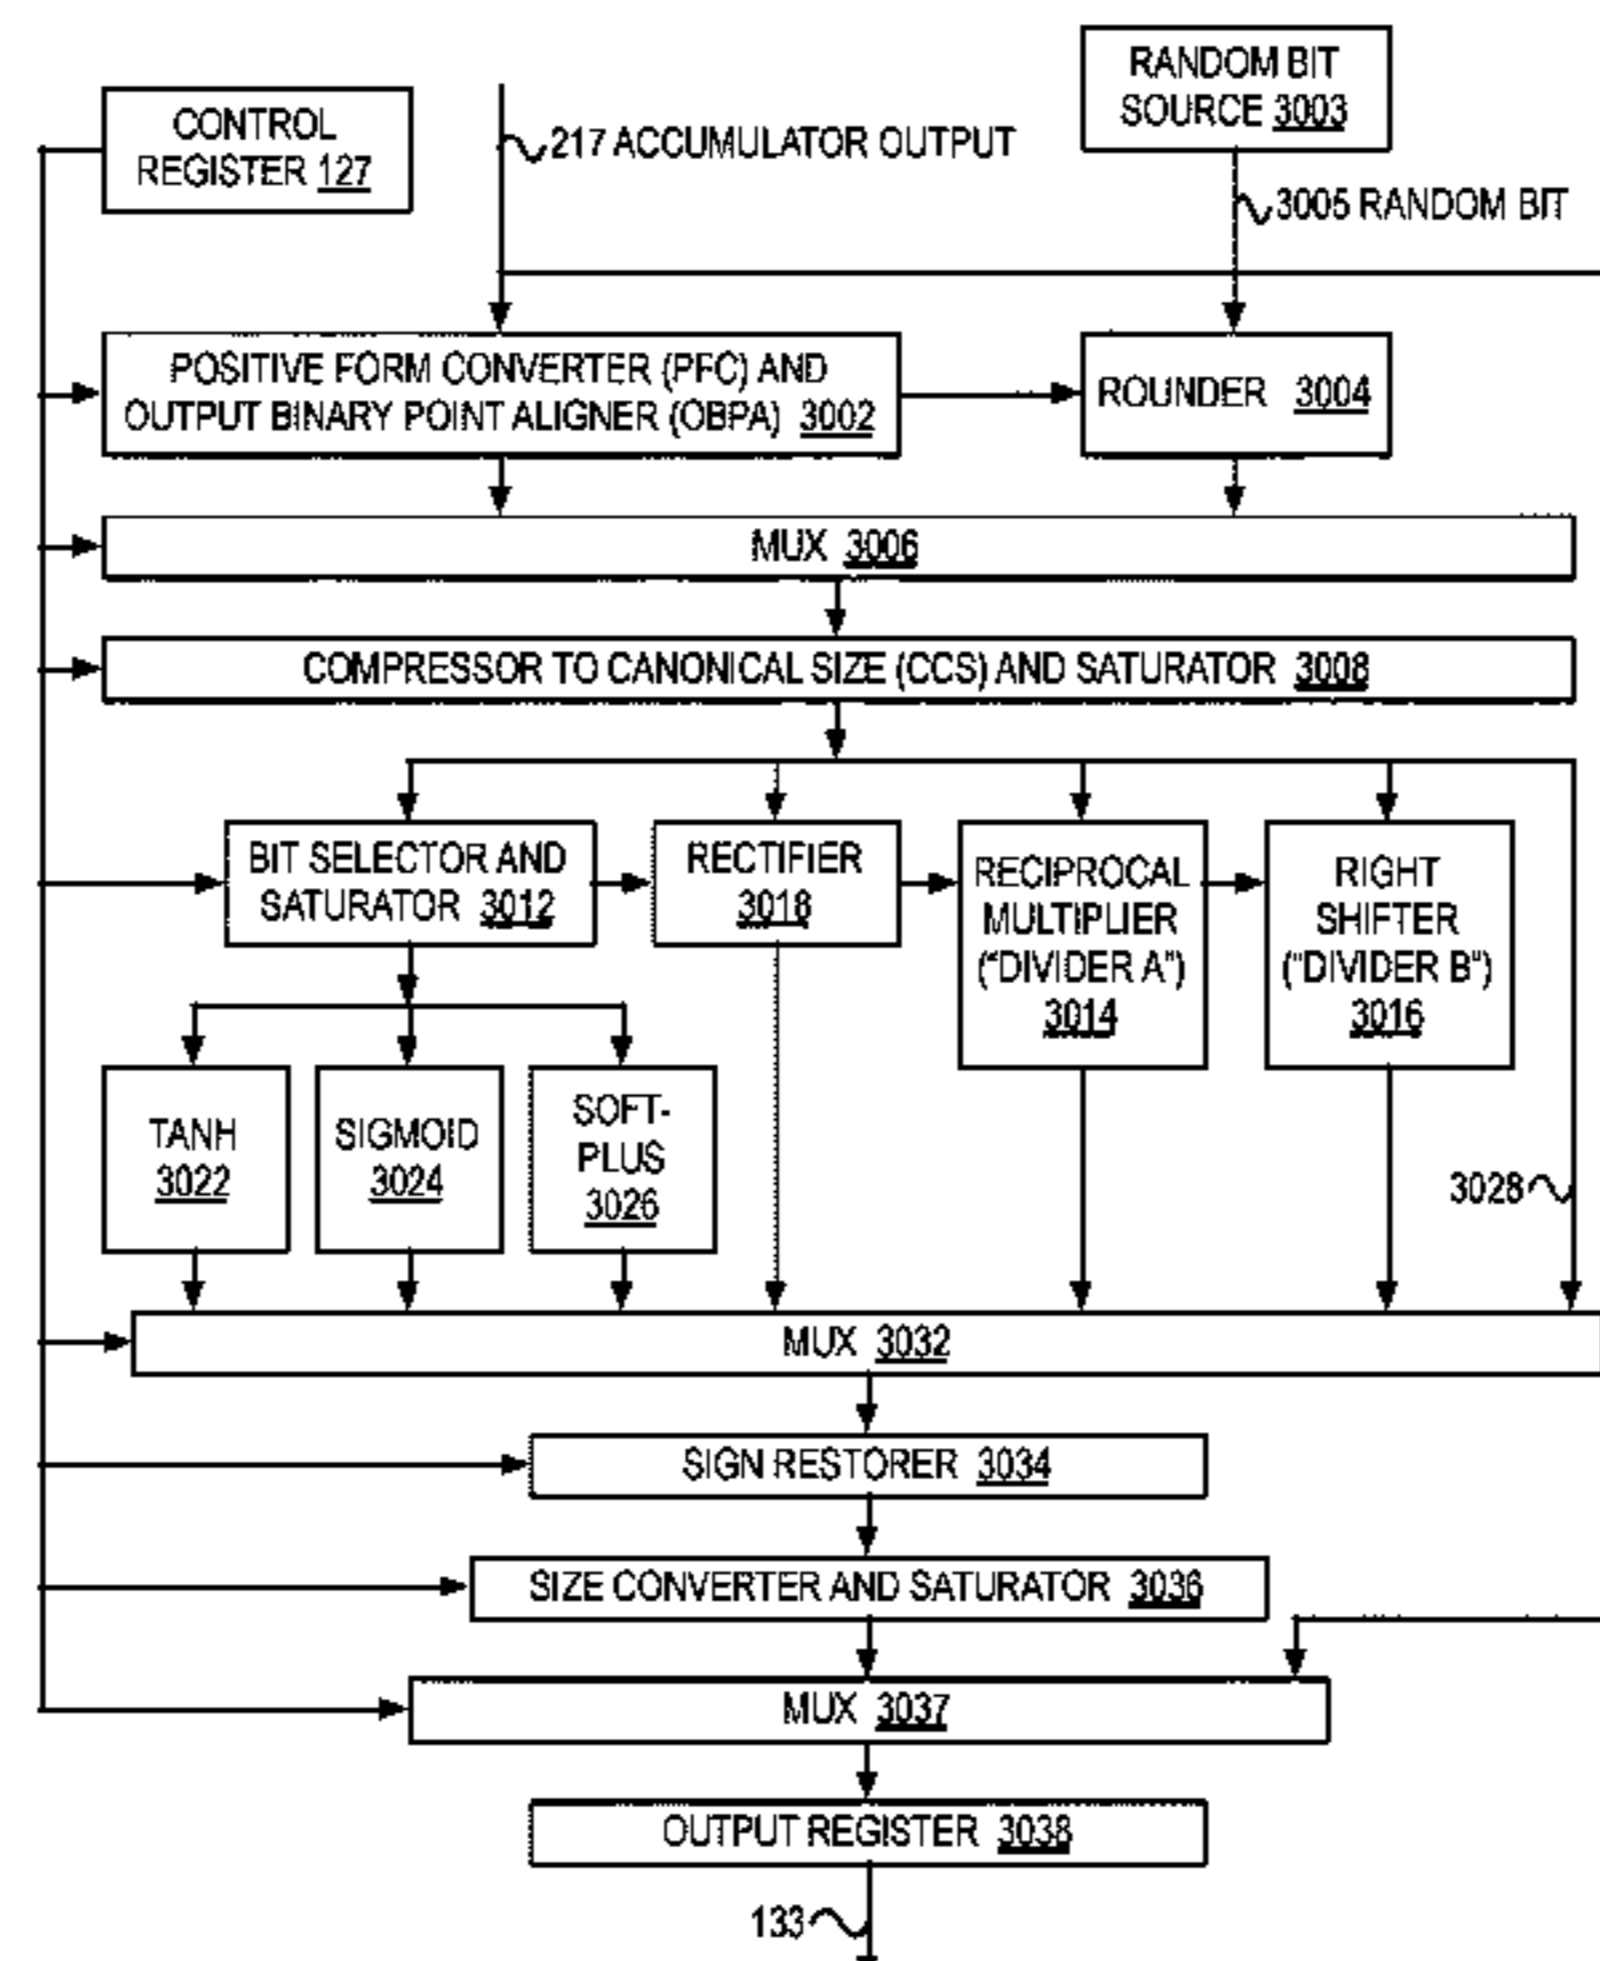 RANDOM BIT
SOURCE 3003
CONTROL
REGISTER 127
217 ACCUMULATOR OUTPUT
3005 RANDOM BIT
POSITIVE FORM CONVERTER (PFC) AND
OUTPUT BINARY POINT ALIGNER (OBPA) 3002
ROUNDER 3004
MUX 3006
COMPRESSOR TO CANONICAL SIZE (CCS) AND SATURATOR 3008
BIT SELECTOR AND
SATURATOR 3012
RECTIFIER
3018
RECIPROCAL
MULTIPLIER
("DIVIDER A")
3014
RIGHT
SHIFTER
("DIVIDER B")
3016
TANH
3022
SIGMOID
3024
SOFT-
PLUS
3026
3028
MUX 3032
SIGN RESTORER 3034
SIZE CONVERTER AND SATURATOR 3036
MUX 3037
OUTPUT REGISTER 3038
133